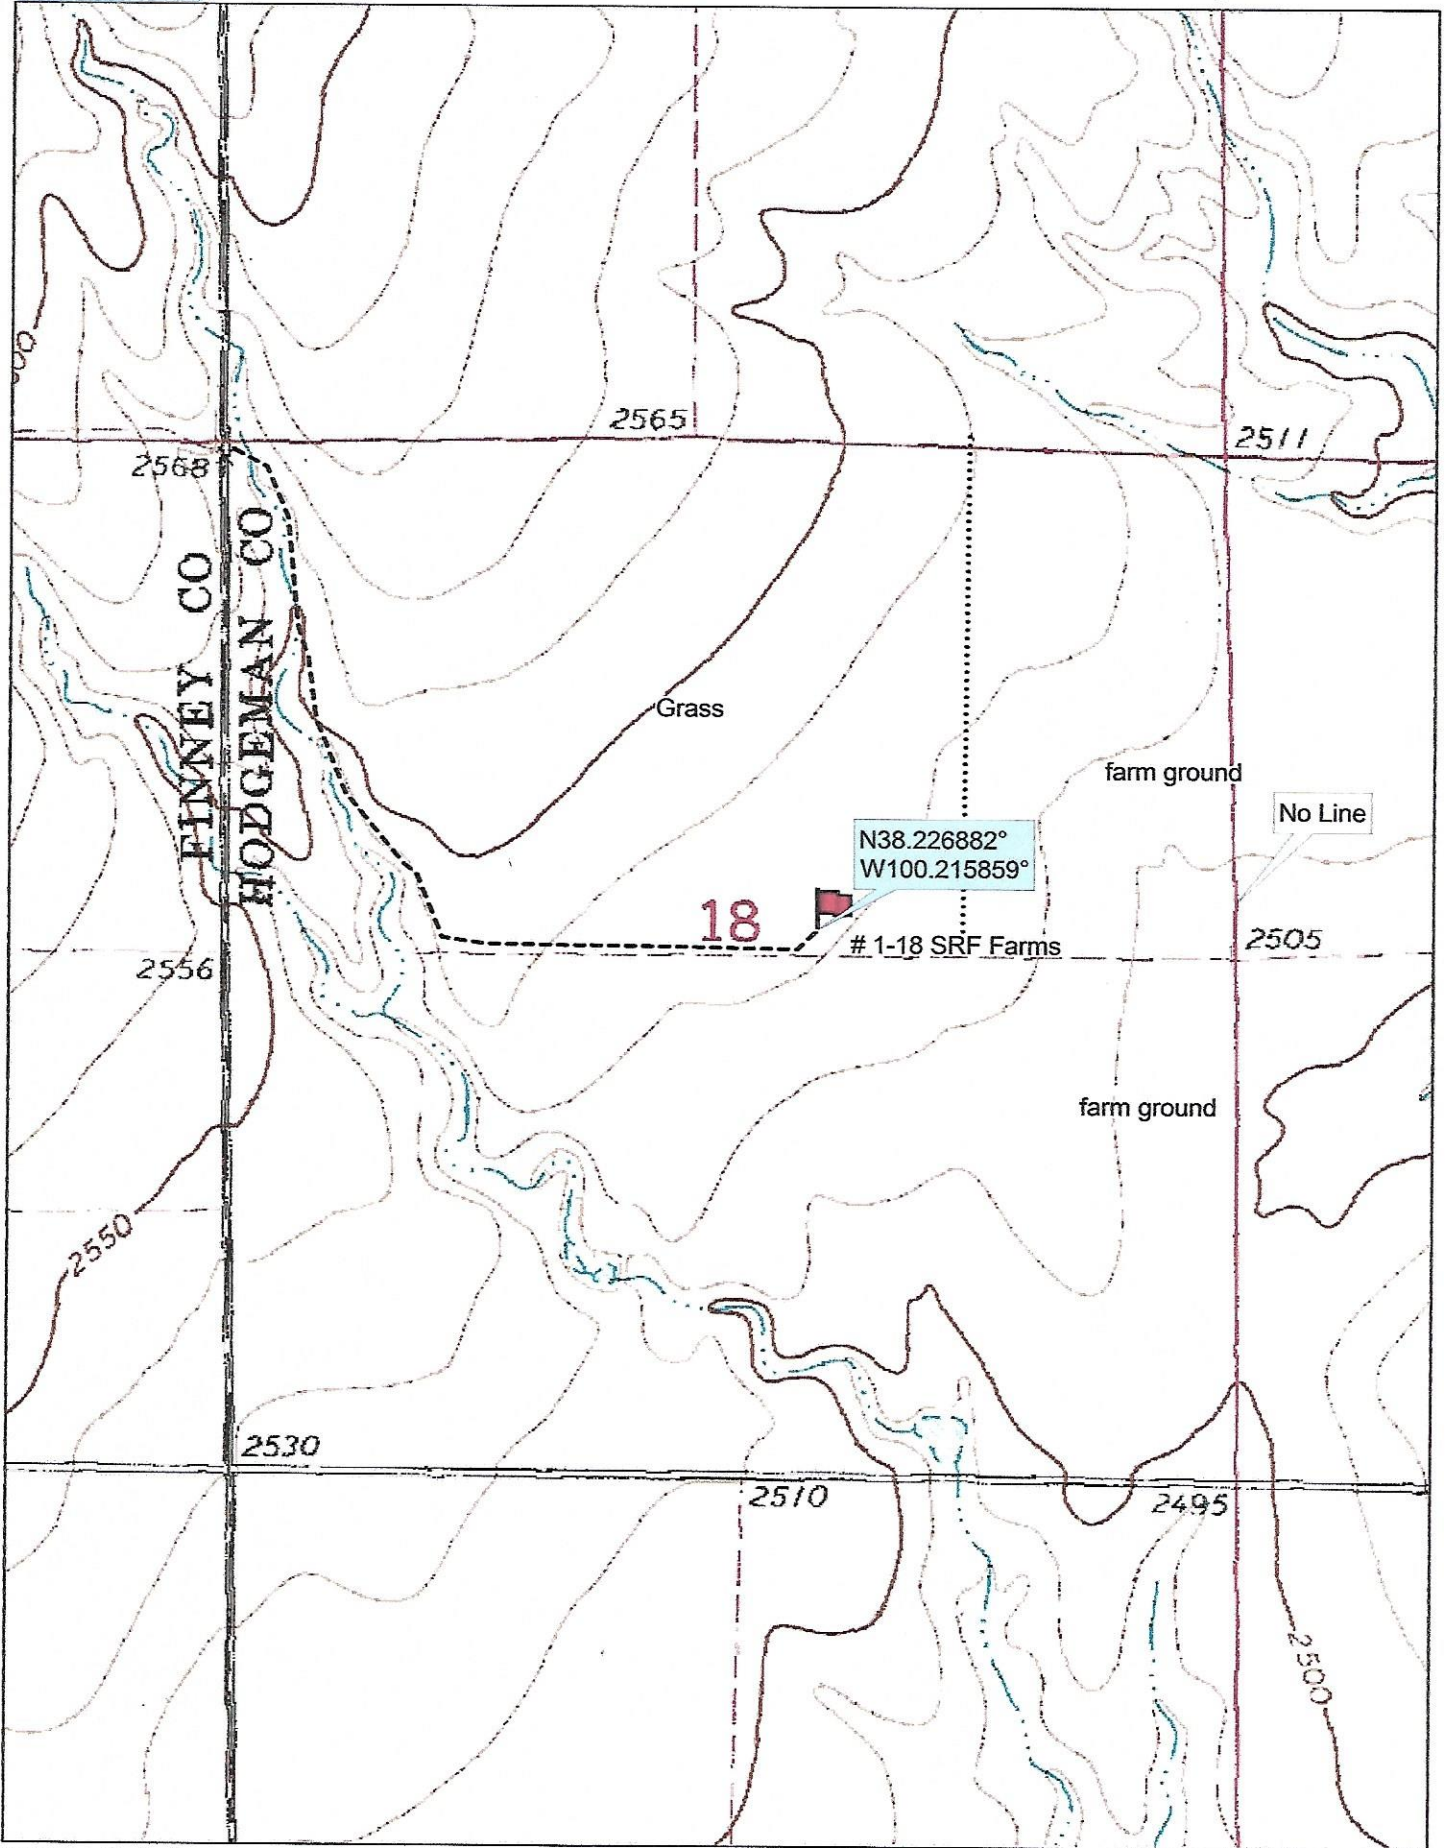 2565
2511
2568
FINNEY CO
HODGEMAN CO
Grass
farm ground
No Line
N38.226882°
W100.215859°
18
# 1-18 SRF Farms
2505
2556
farm ground
2550
2530
2510
2495
2500